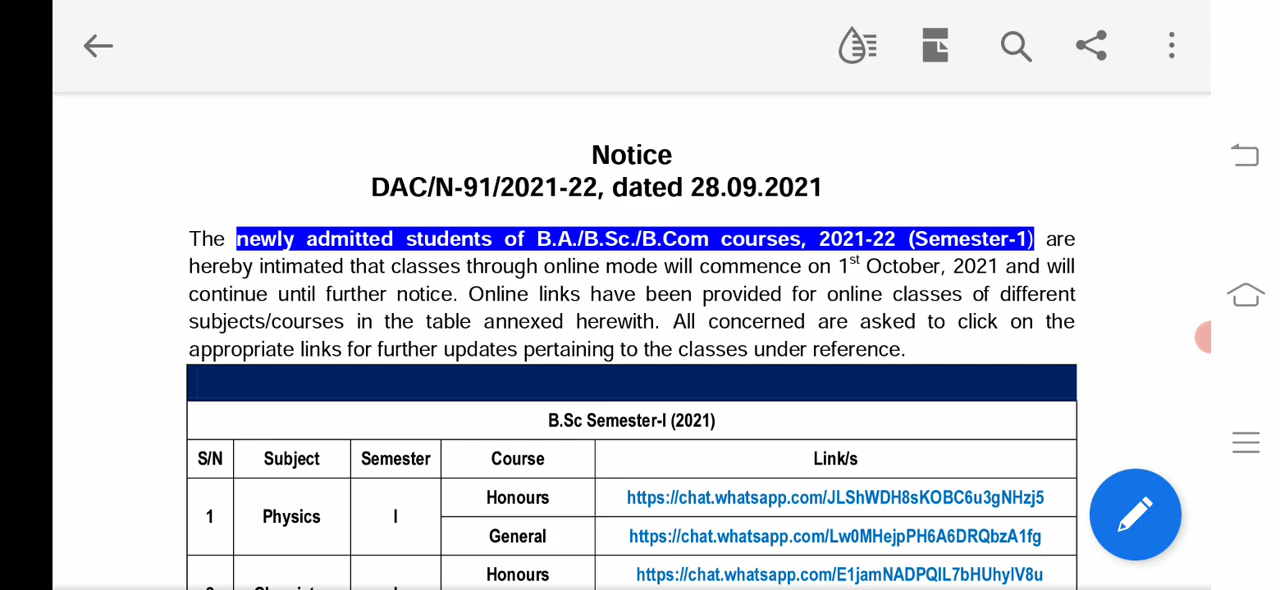 Notice
DAC/N-91/2021-22, dated 28.09.2021
The newly admitted students of B.A./B.Sc./B.Com courses, 2021-22 (Semester-1) are
hereby intimated that classes through online mode will commence on 1st October, 2021 and will
continue until further notice. Online links have been provided for online classes of different
subjects/courses in the table annexed herewith. All concerned are asked to click on the
appropriate links for further updates pertaining to the classes under reference.
B.Sc Semester-I (2021)
S/N Subject Semester Course Link/s
Honours https://chat.whatsapp.com/JLShWDH8sKOBC6u3gNHzj5
1 Physics I
General https://chat.whatsapp.com/Lw0MHejpPH6A6DRQbzA1fg
Honours https://chat.whatsapp.com/E1jamNADPQIL7bHUhyIV8u